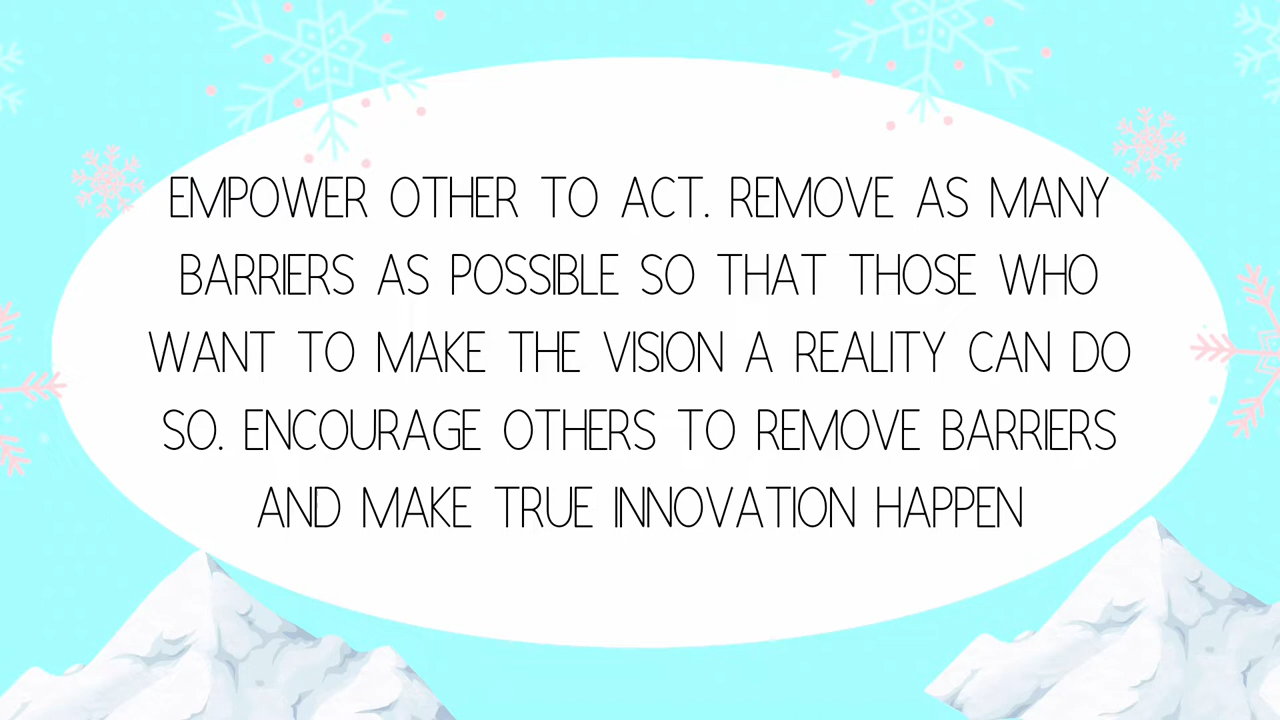 EMPOWER OTHER TO ACT. REMOVE AS MANY
BARRIERS AS POSSIBLE SO THAT THOSE WHO
WANT TO MAKE THE VISION A REALITY CAN DO
SO. ENCOURAGE OTHERS TO REMOVE BARRIERS
AND MAKE TRUE INNOVATION HAPPEN